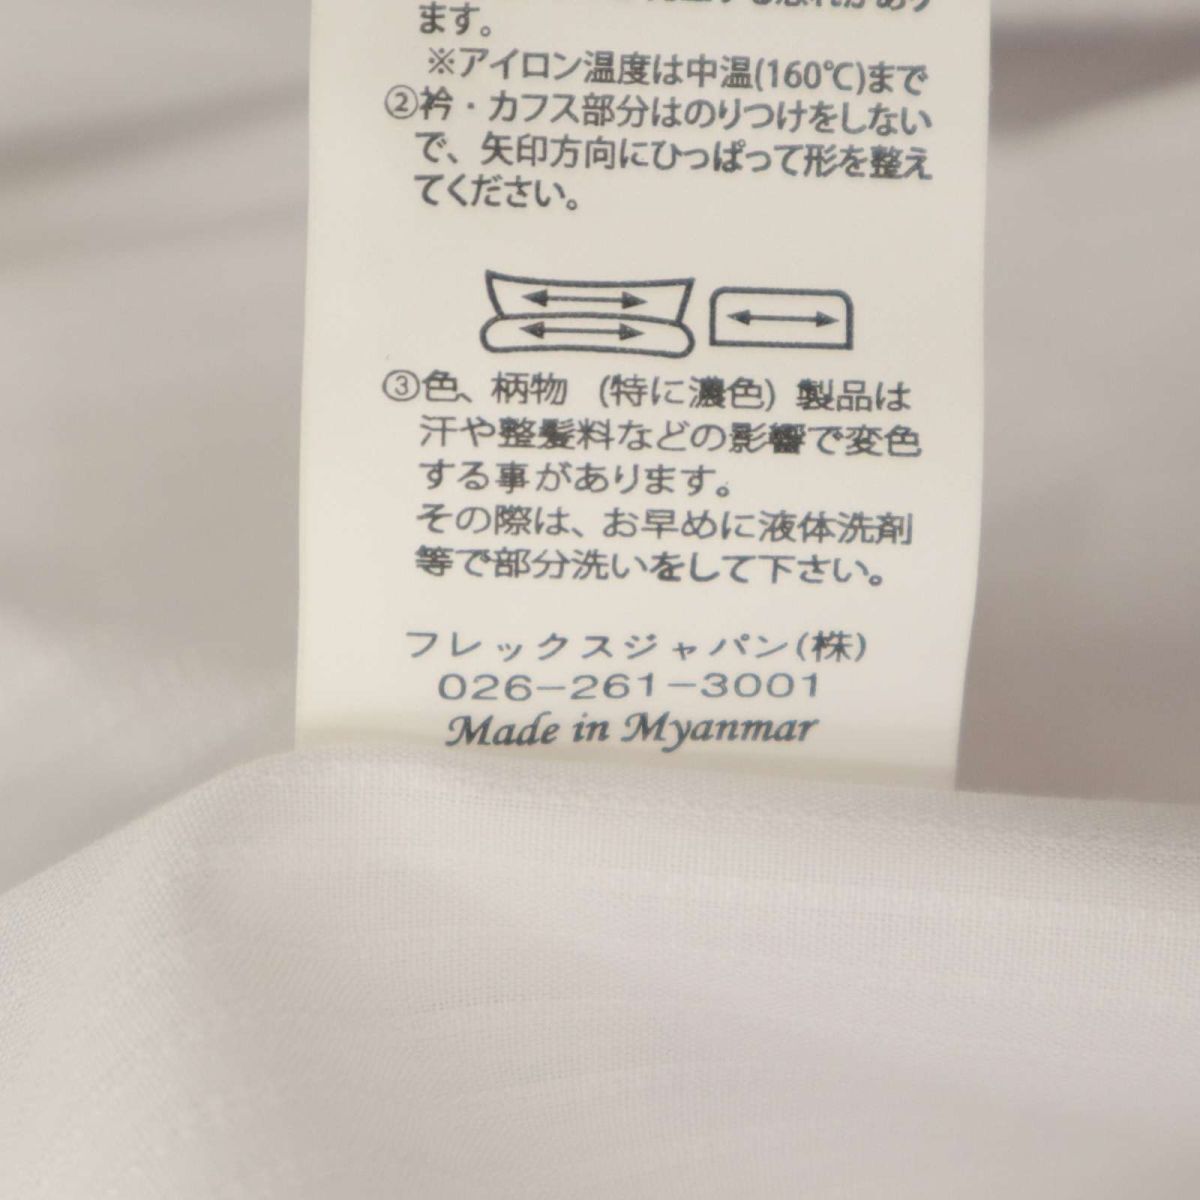 ます。
※アイロン温度は中温(160℃)まで
②衿・カフス部分はのりつけをしない
で、矢印方向にひっぱって形を整え
てください。
③色、柄物 (特に濃色) 製品は
汗や整髪料などの影響で変色
する事があります。
その際は、お早めに液体洗剤
等で部分洗いをして下さい。
フレックスジャパン(株)
026-261-3001
Made in Myanmar